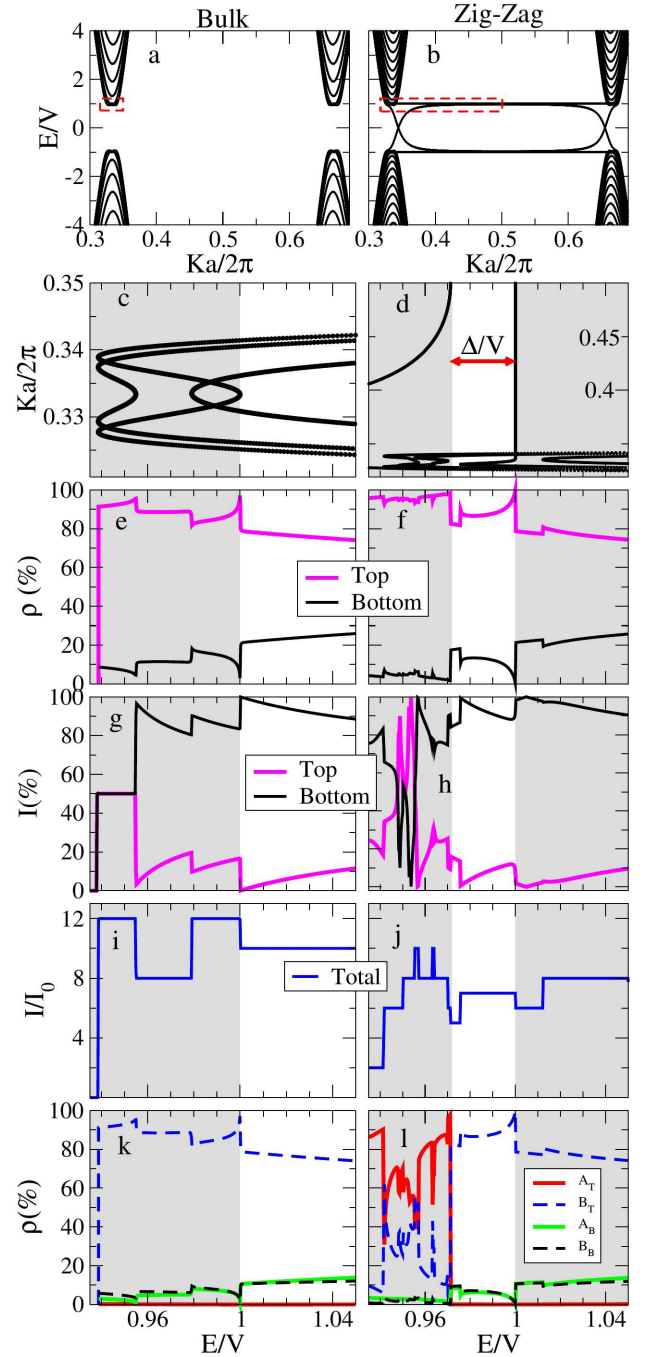 Bulk
Zig-Zag
4
2
0
-2
-4
E/V
a
b
0.3 0.4 0.5 0.6
0.3 0.4 0.5 0.6
Ka/2π
Ka/2π
0.35
0.34
0.33
Ka/2π
c
d
Δ/V
0.45
0.4
100
80
60
40
20
0
ρ (%)
e
f
Top
Bottom
100
80
60
40
20
0
I(%)
g
h
Top
Bottom
12
8
4
I/I₀
i
j
Total
100
80
60
40
20
0
ρ(%)
k
l
A_T
B_T
A_B
B_B
0.96 1 1.04
0.96 1 1.04
E/V
E/V